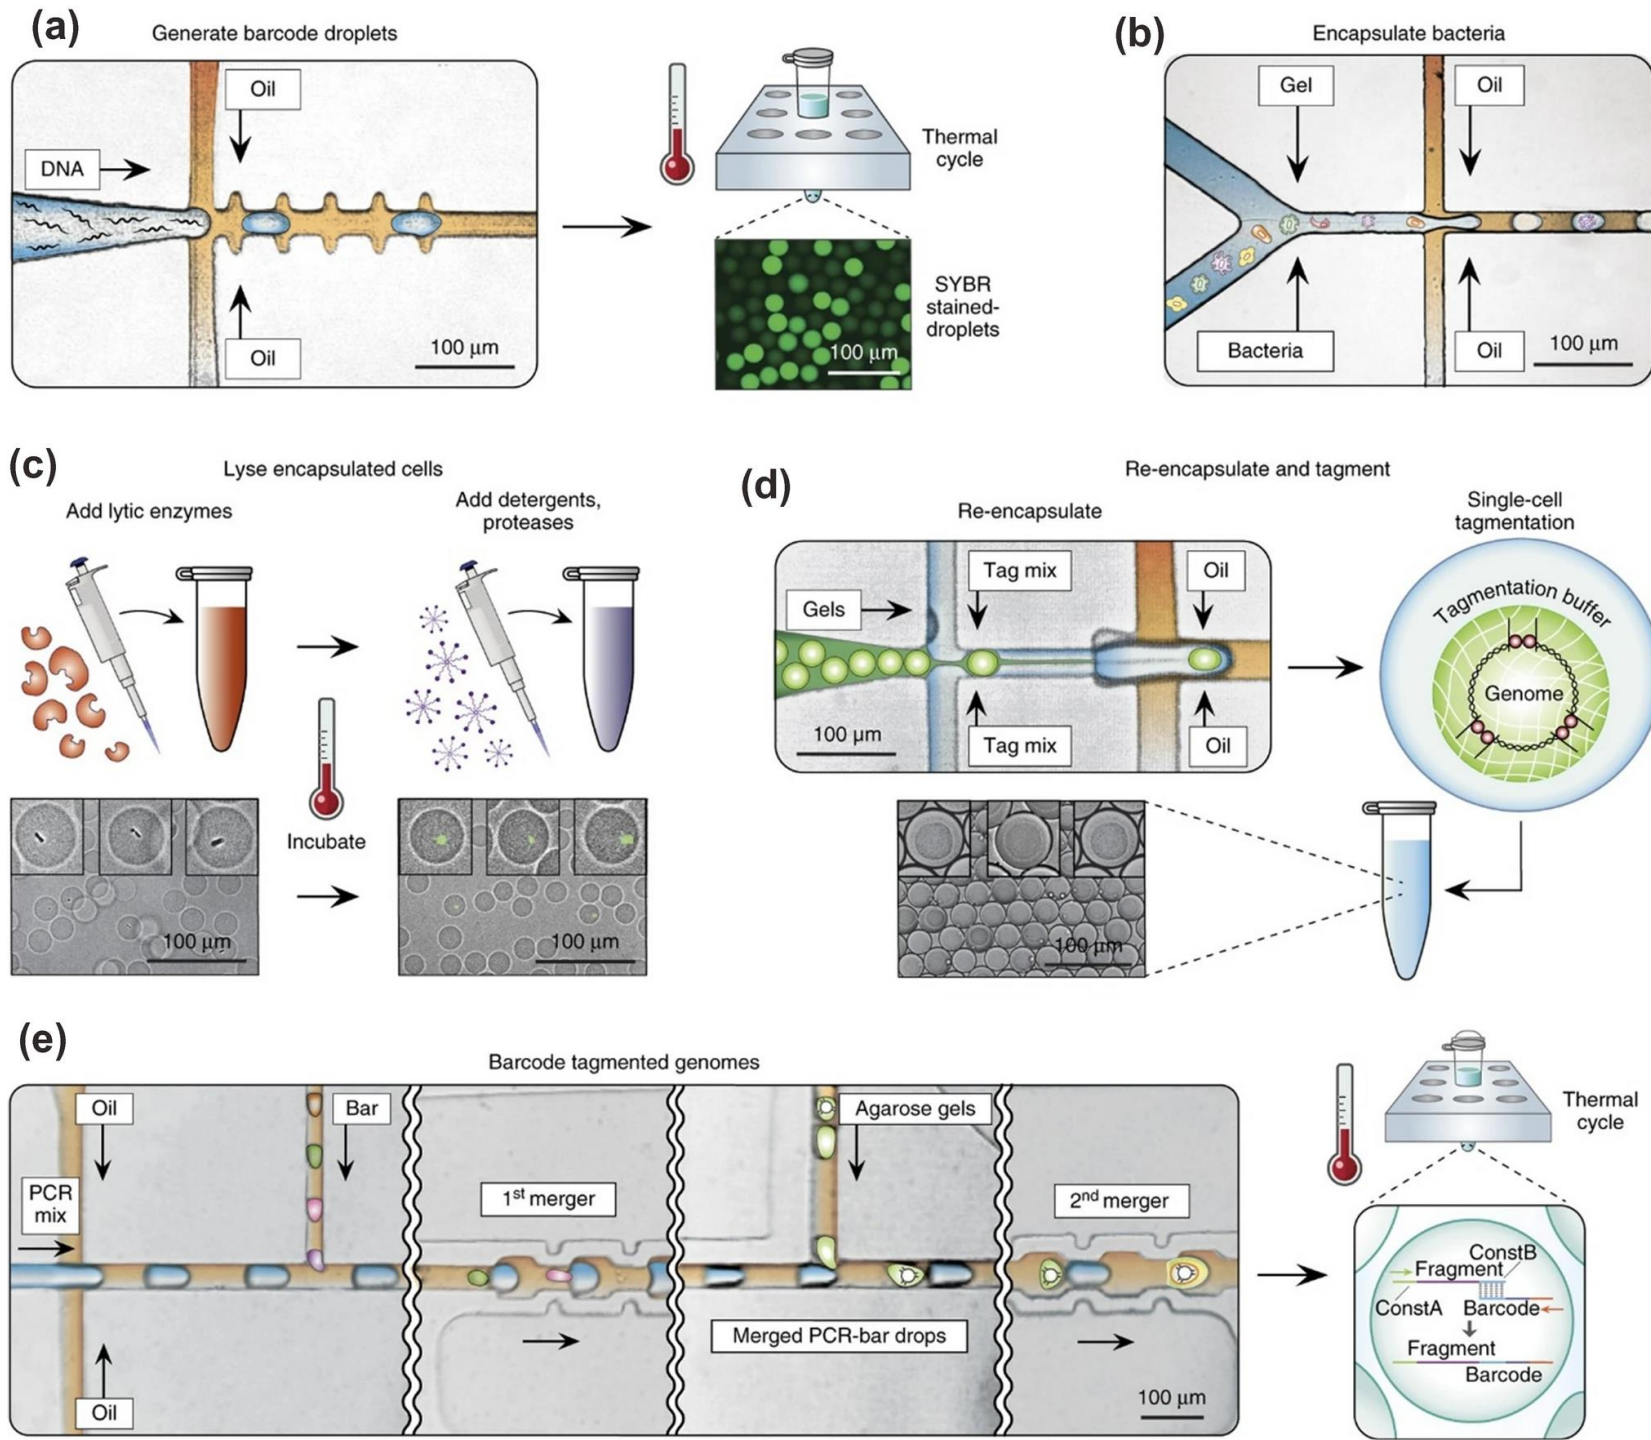 (a)
Generate barcode droplets
Oil
DNA
Oil
100 µm
Thermal
cycle
SYBR
stained-
droplets
100 µm
(b)
Encapsulate bacteria
Gel
Oil
Bacteria
Oil
100 µm
(c)
Lyse encapsulated cells
Add lytic enzymes
Add detergents,
proteases
Incubate
100 µm
100 µm
(d)
Re-encapsulate and tagment
Re-encapsulate
Single-cell
tagmentation
Tag mix
Oil
Gels
Tag mix
Oil
100 µm
Tagmentation buffer
Genome
100 µm
(e)
Barcode tagmented genomes
Oil
Bar
PCR
mix
Oil
1st merger
Agarose gels
Merged PCR-bar drops
2nd merger
100 µm
Thermal
cycle
ConstB
Fragment
ConstA
Barcode
Fragment
Barcode